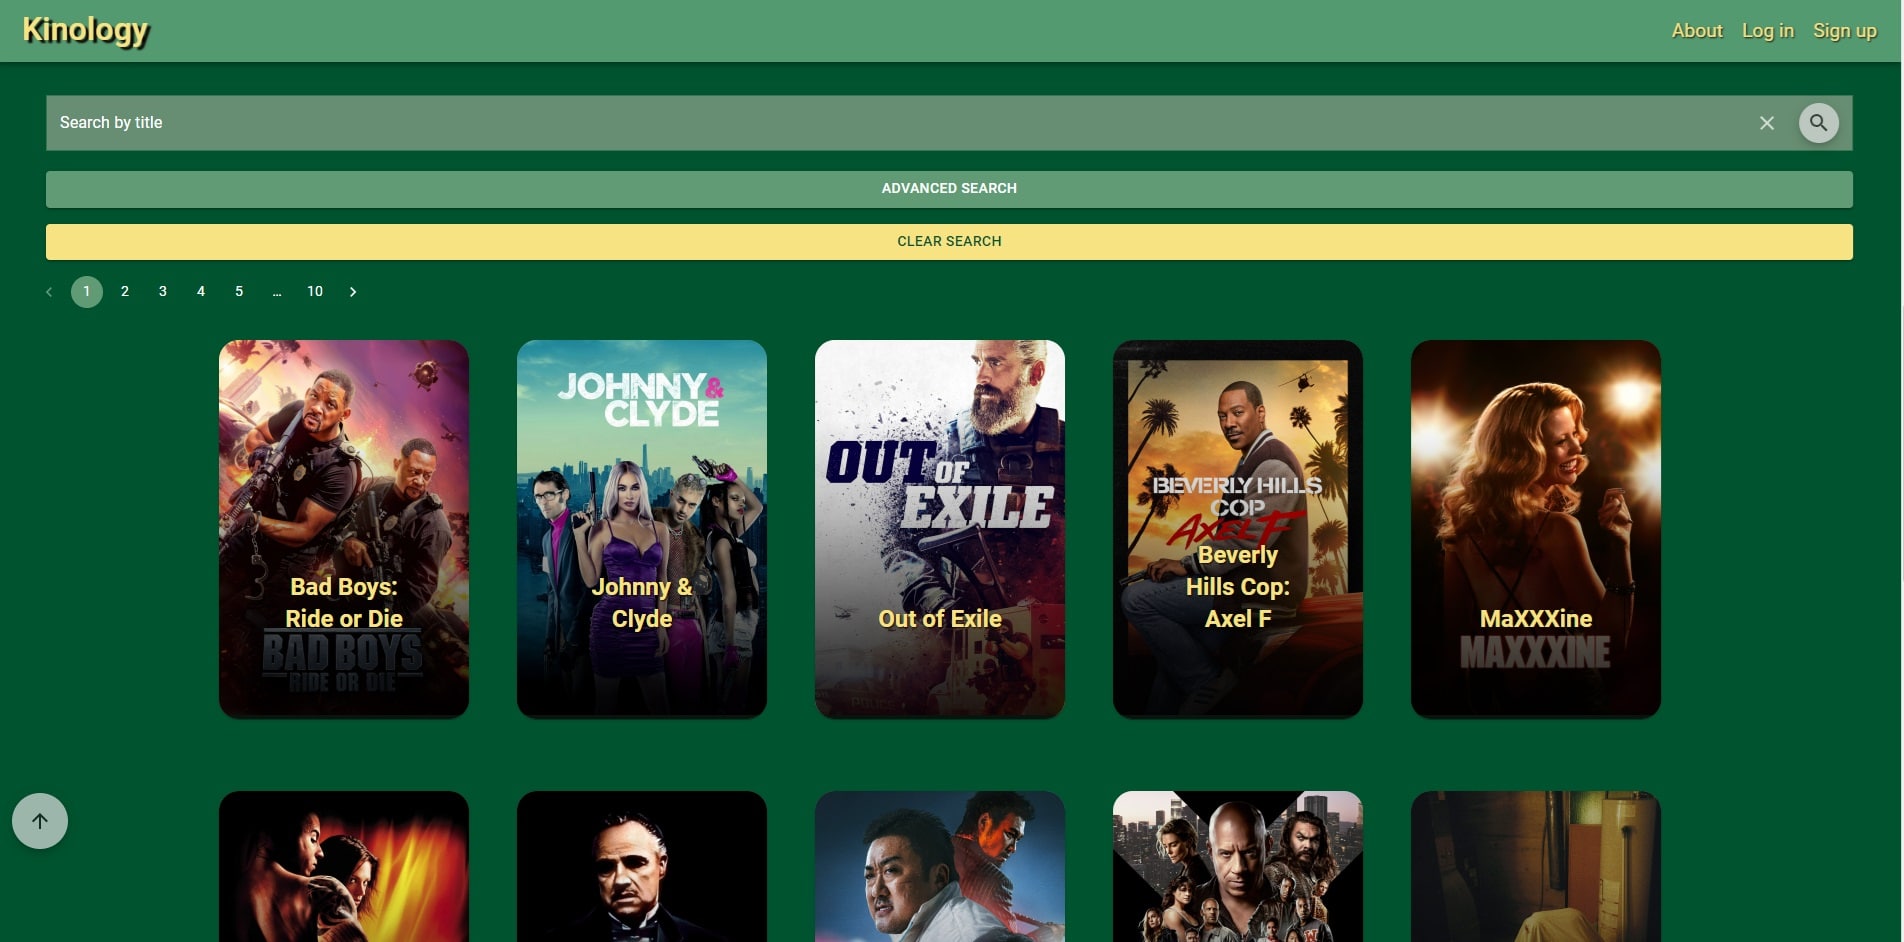 Kinology
About Log in Sign up
Search by title
ADVANCED SEARCH
CLEAR SEARCH
1 2 3 4 5 … 10
JOHNNY&
CLYDE
OUT OF
EXILE
BEVERLY HILLS
COP
AXEL F
Bad Boys:
Ride or Die
Johnny &
Clyde
Out of Exile
Beverly
Hills Cop:
Axel F
MaXXXine
BAD BOYS
RIDE OR DIE
MAXXXINE
POLICE